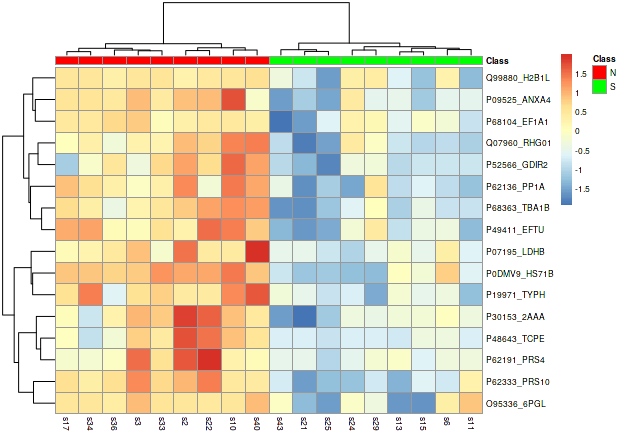 Class
Q99880_H2B1L
P09525_ANXA4
P68104_EF1A1
Q07960_RHG01
P52566_GDIR2
P62136_PP1A
P68363_TBA1B
P49411_EFTU
P07195_LDHB
P0DMV9_HS71B
P19971_TYPH
P30153_2AAA
P48643_TCPE
P62191_PRS4
P62333_PRS10
O95336_6PGL
s17 s34 s36 s3 s33 s2 s22 s10 s40 s43 s21 s25 s24 s29 s13 s15 s6 s11
1.5
1
0.5
0
-0.5
-1
-1.5
Class
N
S